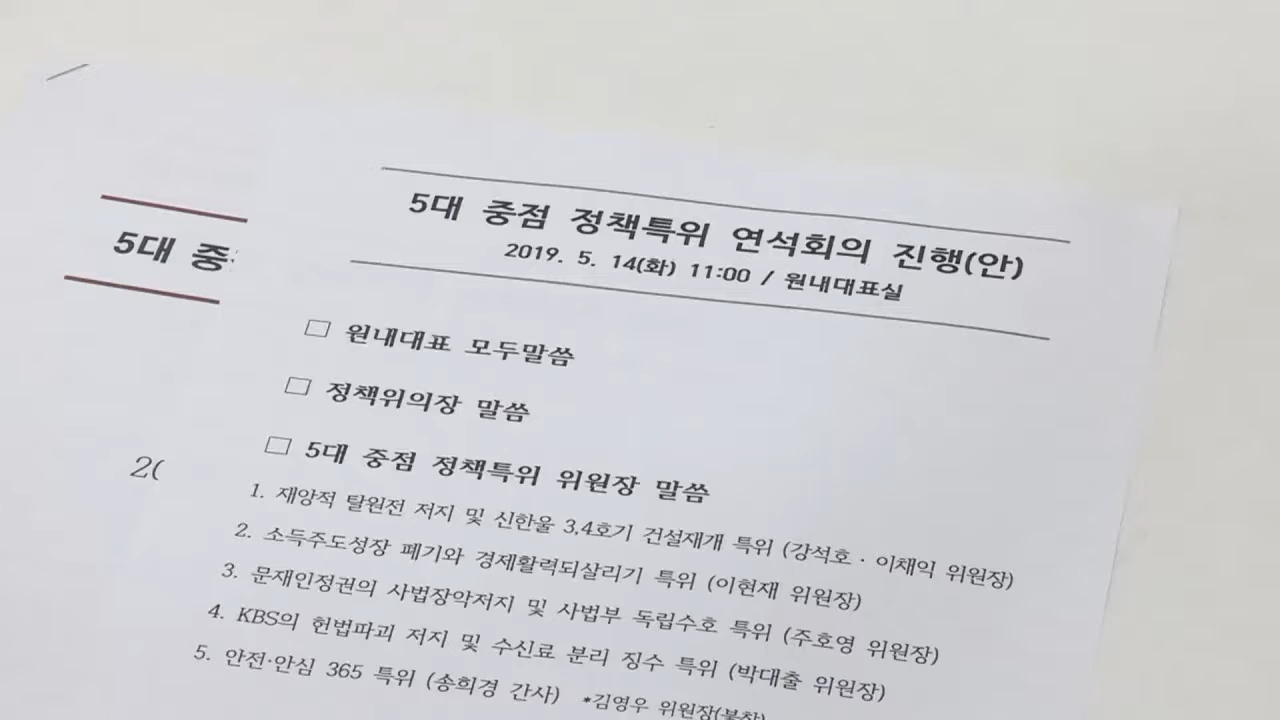 5대 중점 정책특위 연석회의 진행(안)
2019. 5. 14(화) 11:00 / 원내대표실
5대 중
□ 원내대표 모두말씀
□ 정책위의장 말씀
□ 5대 중점 정책특위 위원장 말씀
2(
1. 재앙적 탈원전 저지 및 신한울 3,4호기 건설재개 특위 (강석호 · 이채익 위원장)
2. 소득주도성장 폐기와 경제활력되살리기 특위 (이현재 위원장)
3. 문재인정권의 사법장악저지 및 사법부 독립수호 특위 (주호영 위원장)
4. KBS의 헌법파괴 저지 및 수신료 분리 징수 특위 (박대출 위원장)
5. 안전·안심 365 특위 (송희경 간사) *김영우 위원장(불참)